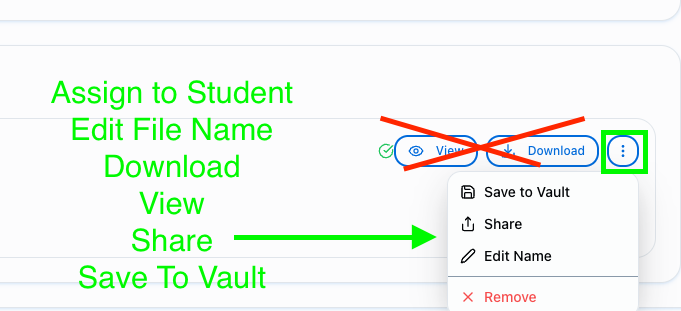 Assign to Student
Edit File Name
Download
View
Share
Save To Vault
View
Download
Save to Vault
Share
Edit Name
Remove